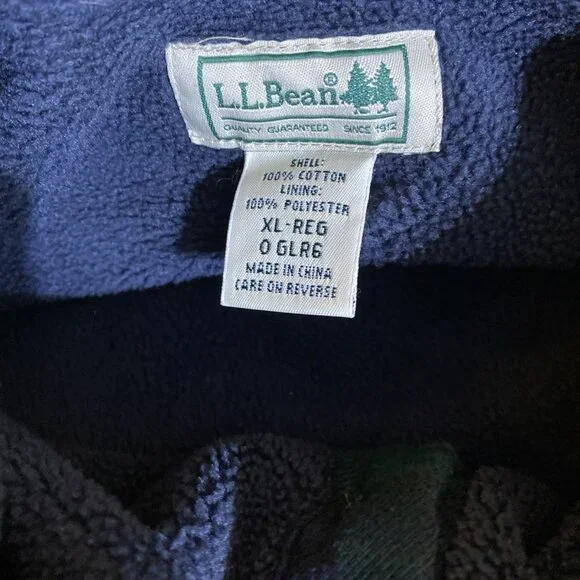 L.L.Bean®
QUALITY GUARANTEED SINCE 1912
SHELL:
100% COTTON
LINING:
100% POLYESTER
XL-REG
0 GLR6
MADE IN CHINA
CARE ON REVERSE